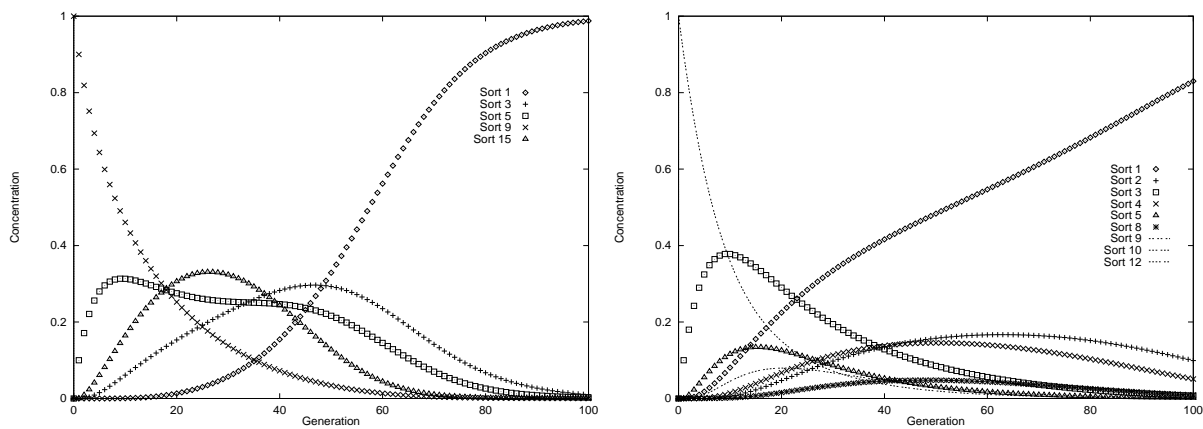 1
0.8
0.6
0.4
0.2
0
0
20
40
60
80
100
Concentration
Generation
Sort 1
Sort 3
Sort 5
Sort 9
Sort 15
1
0.8
0.6
0.4
0.2
0
0
20
40
60
80
100
Concentration
Generation
Sort 1
Sort 2
Sort 3
Sort 4
Sort 5
Sort 8
Sort 9
Sort 10
Sort 12